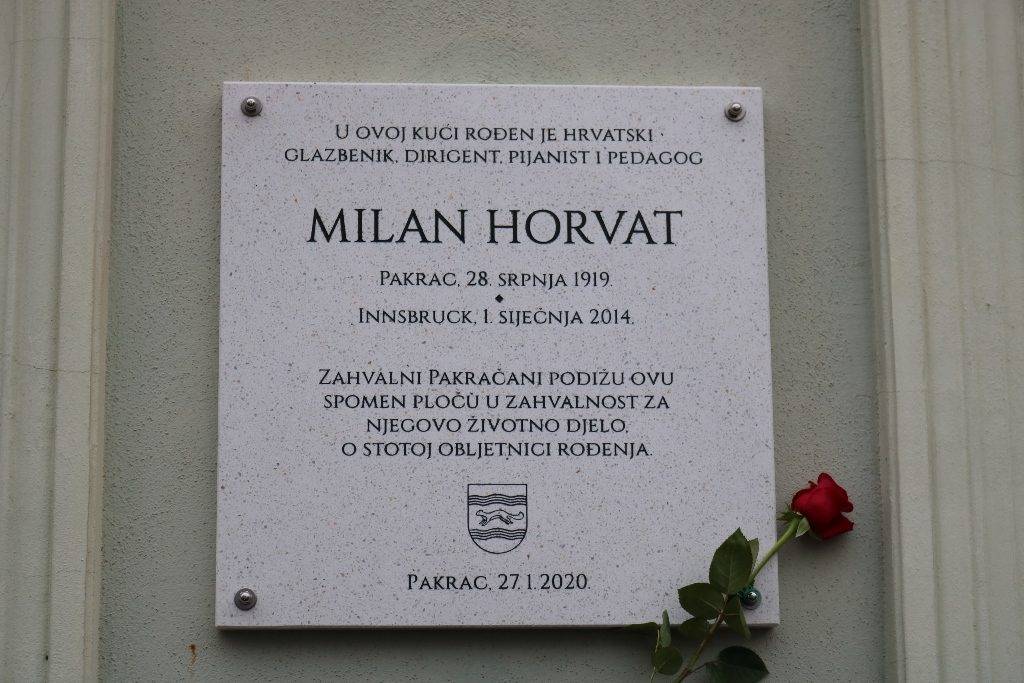 U OVOJ KUĆI ROĐEN JE HRVATSKI
GLAZBENIK, DIRIGENT, PIJANIST I PEDAGOG
MILAN HORVAT
PAKRAC, 28. SRPNJA 1919.
INNSBRUCK, 1. SIJEČNJA 2014.
ZAHVALNI PAKRAČANI PODIŽU OVU
SPOMEN PLOČU U ZAHVALNOST ZA
NJEGOVO ŽIVOTNO DJELO,
O STOTOJ OBLJETNICI ROĐENJA.
PAKRAC, 27.1.2020.